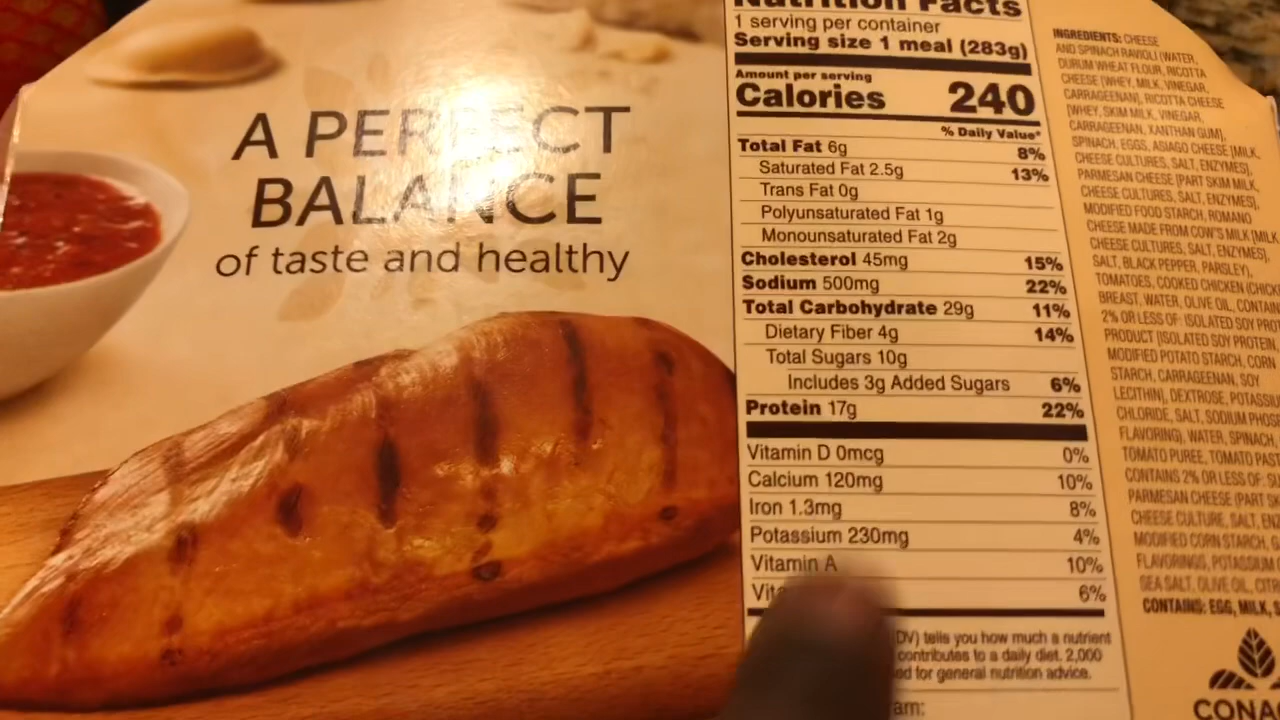 A PERFECT
BALANCE
of taste and healthy
Nutrition Facts
1 serving per container
Serving size 1 meal (283g)
Amount per serving
Calories 240
% Daily Value*
Total Fat 6g 8%
Saturated Fat 2.5g 13%
Trans Fat 0g
Polyunsaturated Fat 1g
Monounsaturated Fat 2g
Cholesterol 45mg 15%
Sodium 500mg 22%
Total Carbohydrate 29g 11%
Dietary Fiber 4g 14%
Total Sugars 10g
Includes 3g Added Sugars 6%
Protein 17g 22%
Vitamin D 0mcg 0%
Calcium 120mg 10%
Iron 1.3mg 8%
Potassium 230mg 4%
Vitamin A 10%
6%
(DV) tells you how much a nutrient
contributes to a daily diet. 2,000
for general nutrition advice.
INGREDIENTS: CHEESE
AND SPINACH RAVIOLI (WATER,
DURUM WHEAT FLOUR, RICOTTA
CHEESE [WHEY, MILK, VINEGAR,
CARRAGEENAN], RICOTTA CHEESE
[WHEY, SKIM MILK, VINEGAR,
CARRAGEENAN, XANTHAN GUM],
SPINACH, EGGS, ASIAGO CHEESE [MILK,
CHEESE CULTURES, SALT, ENZYMES],
PARMESAN CHEESE [PART SKIM MILK,
CHEESE CULTURES, SALT, ENZYMES],
MODIFIED FOOD STARCH, ROMANO
CHEESE MADE FROM COW'S MILK [MILK,
CHEESE CULTURES, SALT, ENZYMES],
SALT, BLACK PEPPER, PARSLEY),
TOMATOES, COOKED CHICKEN
BREAST, WATER, OLIVE OIL,
2% OR LESS OF: ISOLATED SOY
PRODUCT [ISOLATED SOY PROTEIN,
MODIFIED POTATO STARCH, CORN
STARCH, CARRAGEENAN, SOY
LECITHIN], DEXTROSE,
CHLORIDE, SALT, SODIUM
FLAVORING), WATER, SPINACH,
TOMATO PUREE, TOMATO
CONTAINS 2% OR LESS OF:
PARMESAN CHEESE (PART
CHEESE CULTURE, SALT,
MODIFIED CORN STARCH,
FLAVORINGS, POTASSIUM
SEA SALT, OLIVE OIL,
CONTAINS: EGG, MILK,